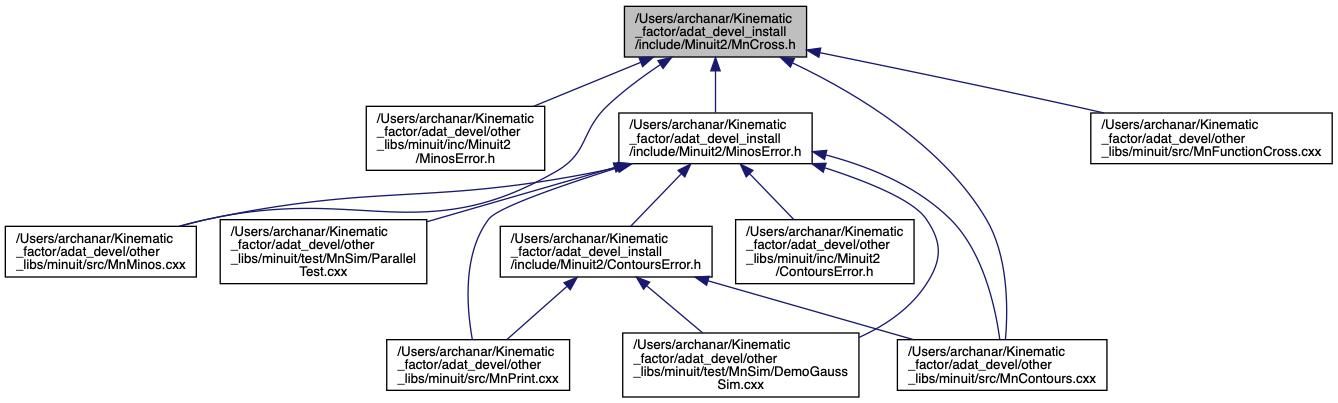 /Users/archanar/Kinematic
_factor/adat_devel_install
/include/Minuit2/MnCross.h
/Users/archanar/Kinematic
_factor/adat_devel/other
_libs/minuit/inc/Minuit2
/MinosError.h
/Users/archanar/Kinematic
_factor/adat_devel_install
/include/Minuit2/MinosError.h
/Users/archanar/Kinematic
_factor/adat_devel/other
_libs/minuit/src/MnFunctionCross.cxx
/Users/archanar/Kinematic
_factor/adat_devel/other
_libs/minuit/src/MnMinos.cxx
/Users/archanar/Kinematic
_factor/adat_devel/other
_libs/minuit/test/MnSim/Parallel
Test.cxx
/Users/archanar/Kinematic
_factor/adat_devel_install
/include/Minuit2/ContoursError.h
/Users/archanar/Kinematic
_factor/adat_devel/other
_libs/minuit/inc/Minuit2
/ContoursError.h
/Users/archanar/Kinematic
_factor/adat_devel/other
_libs/minuit/src/MnPrint.cxx
/Users/archanar/Kinematic
_factor/adat_devel/other
_libs/minuit/test/MnSim/DemoGauss
Sim.cxx
/Users/archanar/Kinematic
_factor/adat_devel/other
_libs/minuit/src/MnContours.cxx